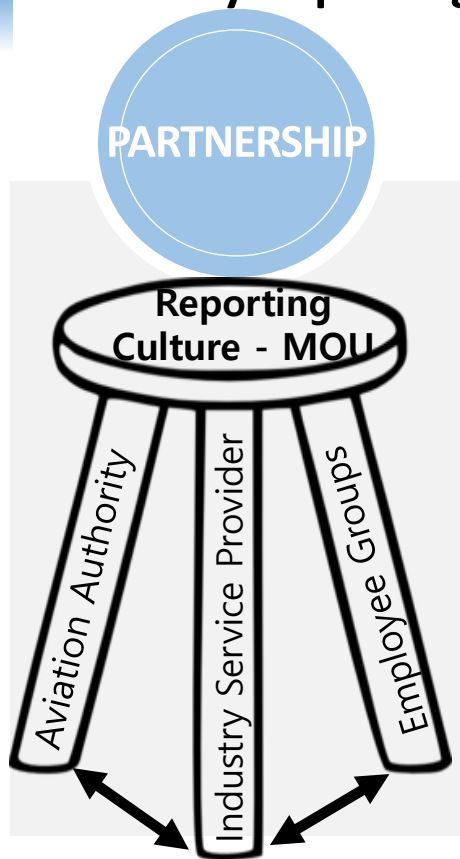 PARTNERSHIP
Reporting
Culture - MOU
Aviation Authority
Industry Service Provider
Employee Groups